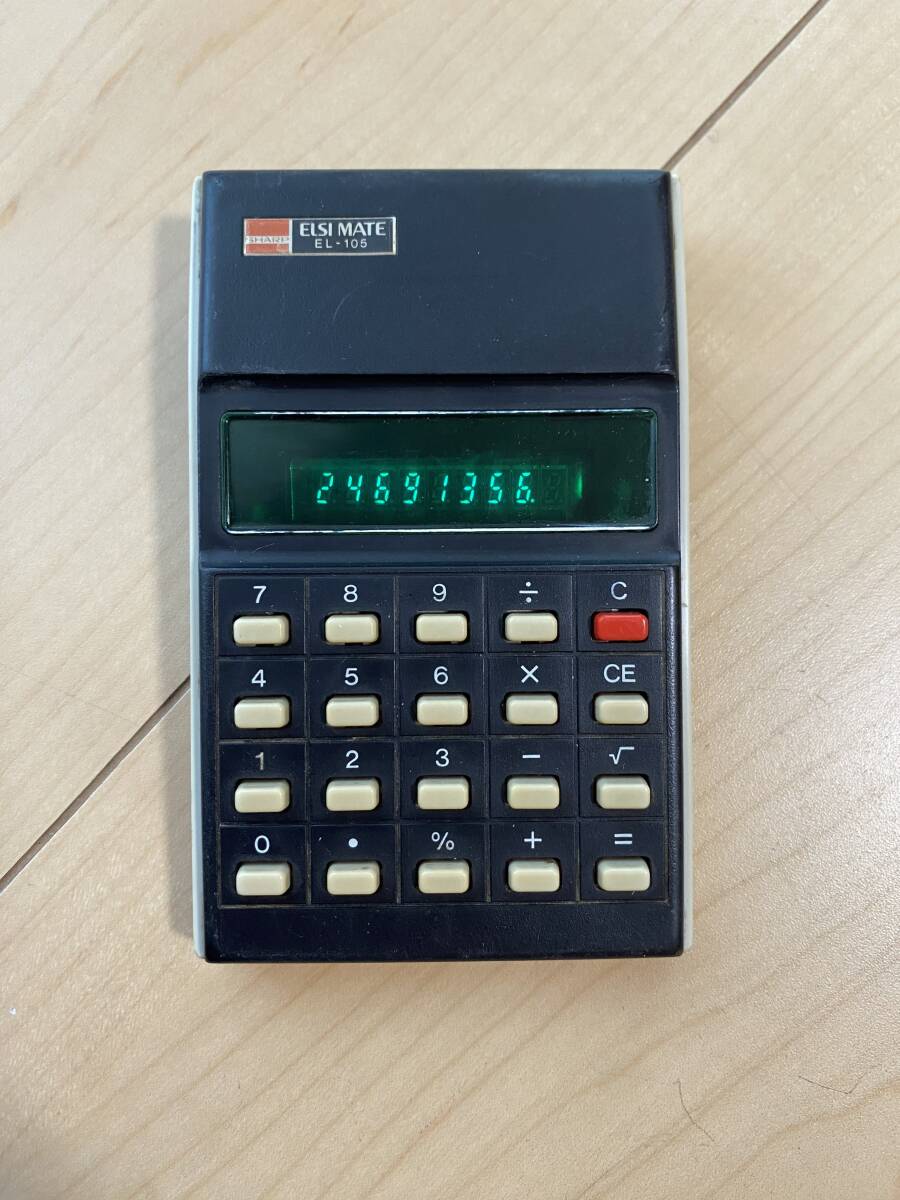 SHARP ELSI MATE
EL-105
24691356.
7 8 9 ÷ C
4 5 6 × CE
1 2 3 − √
0 • % + =